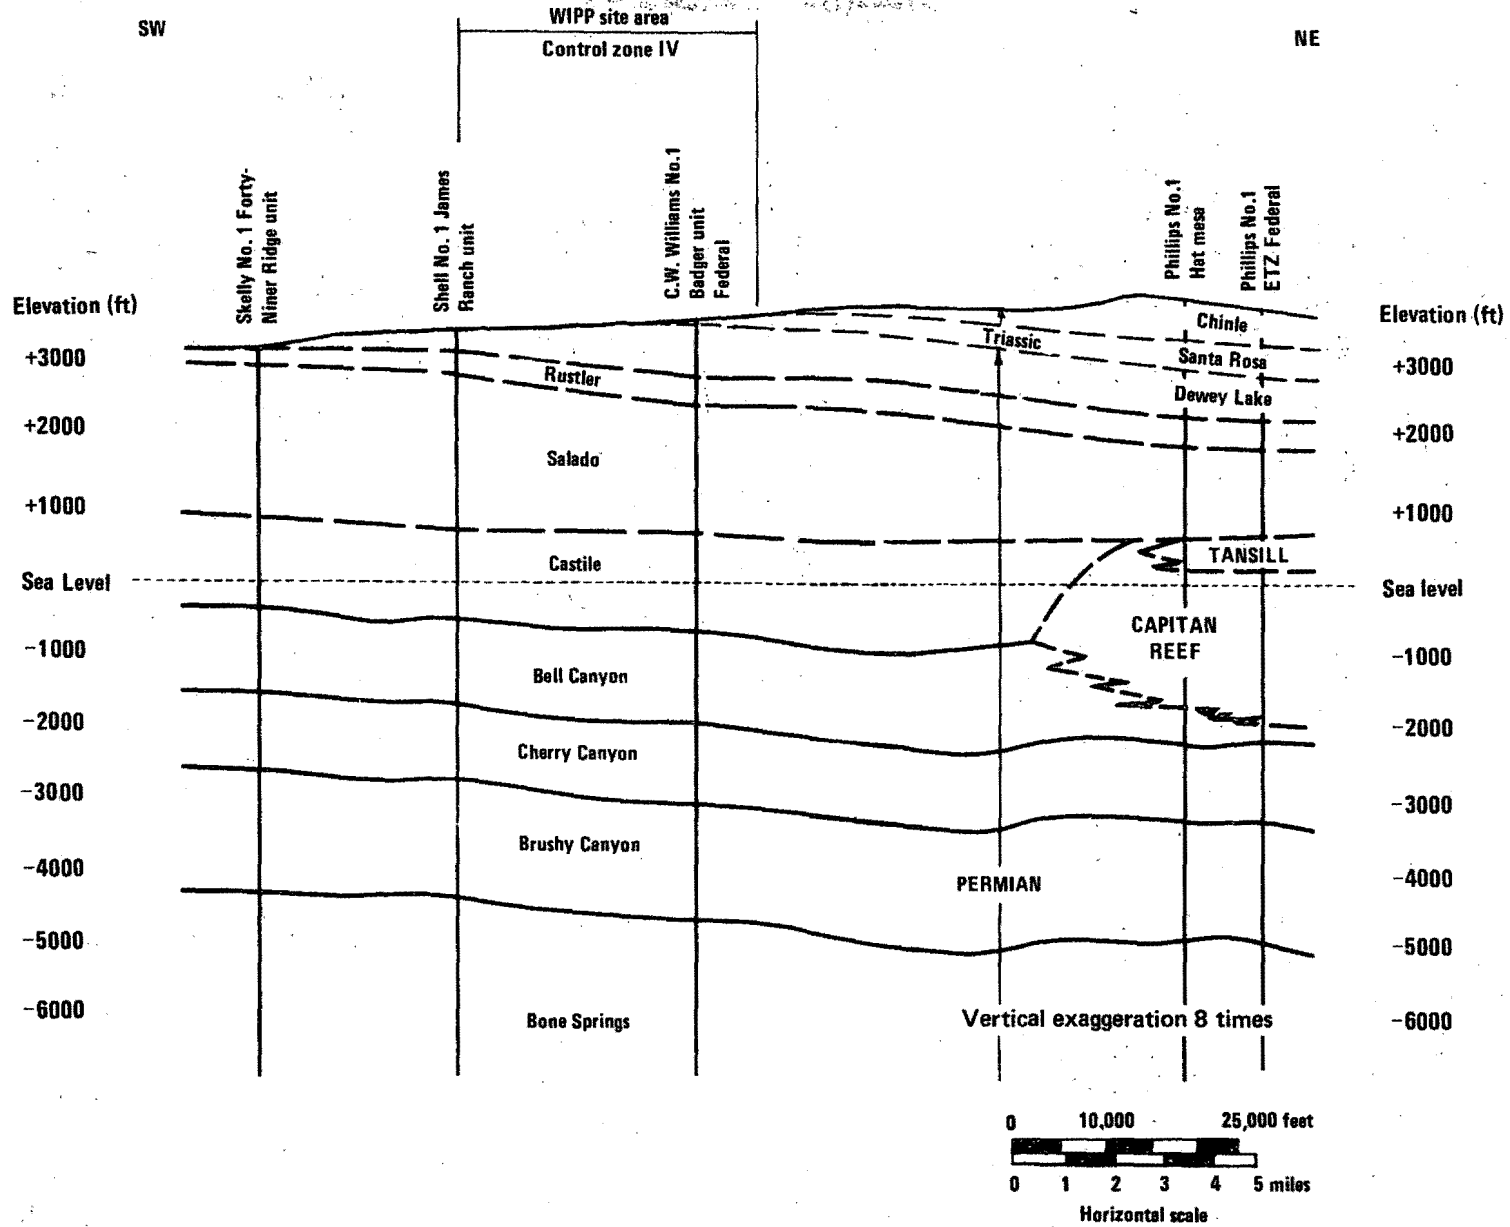 SW
WIPP site area
Control zone IV
NE
Skelly No. 1 Forty-
Niner Ridge unit
Shell No. 1 James
Ranch unit
C.W. Williams No.1
Badger unit
Federal
Phillips No.1
Hat mesa
Phillips No.1
ETZ Federal
Elevation (ft)
+3000
+2000
+1000
Sea Level
-1000
-2000
-3000
-4000
-5000
-6000
Elevation (ft)
+3000
+2000
+1000
Sea level
-1000
-2000
-3000
-4000
-5000
-6000
Chinle
Triassic
Santa Rosa
Dewey Lake
Rustler
Salado
Castile
TANSILL
CAPITAN
REEF
Bell Canyon
Cherry Canyon
Brushy Canyon
PERMIAN
Bone Springs
Vertical exaggeration 8 times
0 10,000 25,000 feet
0 1 2 3 4 5 miles
Horizontal scale